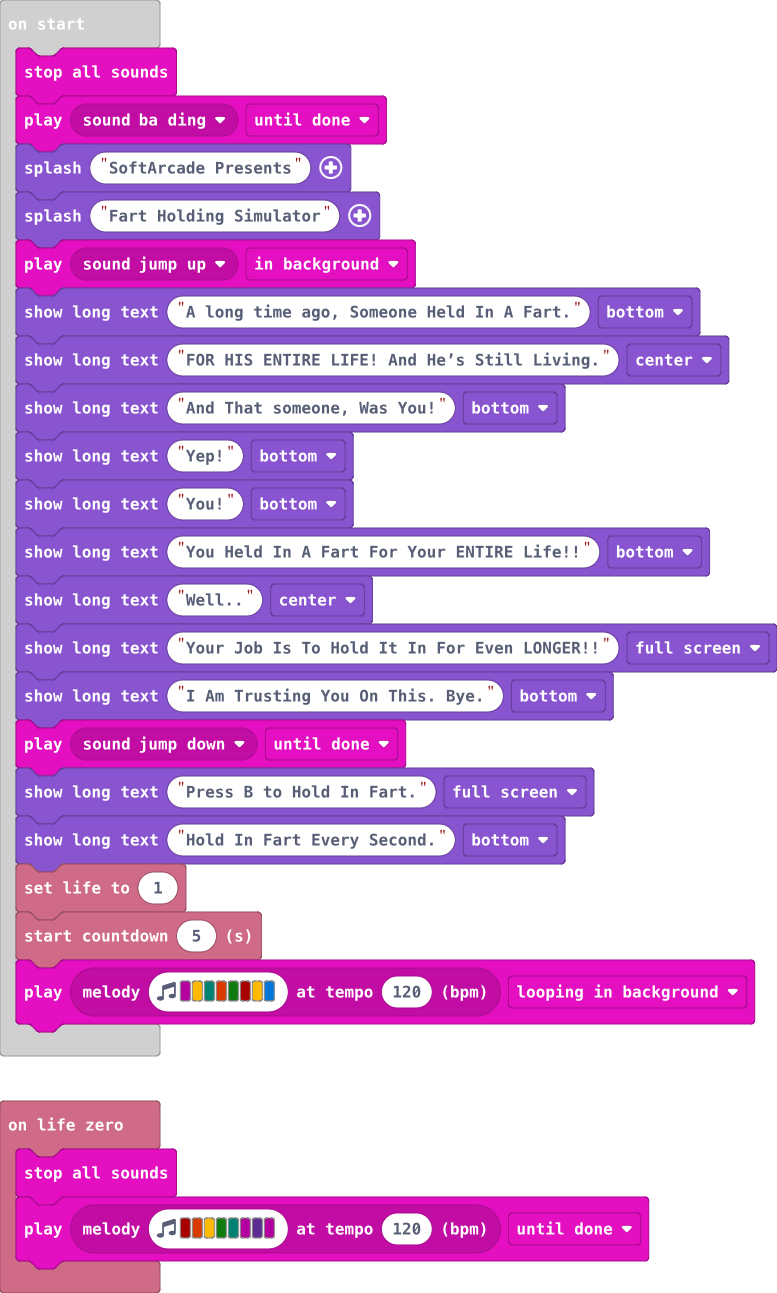 on start
stop all sounds
play sound ba ding until done
splash "SoftArcade Presents"
splash "Fart Holding Simulator"
play sound jump up in background
show long text "A long time ago, Someone Held In A Fart." bottom
show long text "FOR HIS ENTIRE LIFE! And He’s Still Living." center
show long text "And That someone, Was You!" bottom
show long text "Yep!" bottom
show long text "You!" bottom
show long text "You Held In A Fart For Your ENTIRE Life!!" bottom
show long text "Well.." center
show long text "Your Job Is To Hold It In For Even LONGER!!" full screen
show long text "I Am Trusting You On This. Bye." bottom
play sound jump down until done
show long text "Press B to Hold In Fart." full screen
show long text "Hold In Fart Every Second." bottom
set life to 1
start countdown 5 (s)
play melody at tempo 120 (bpm) looping in background
on life zero
stop all sounds
play melody at tempo 120 (bpm) until done